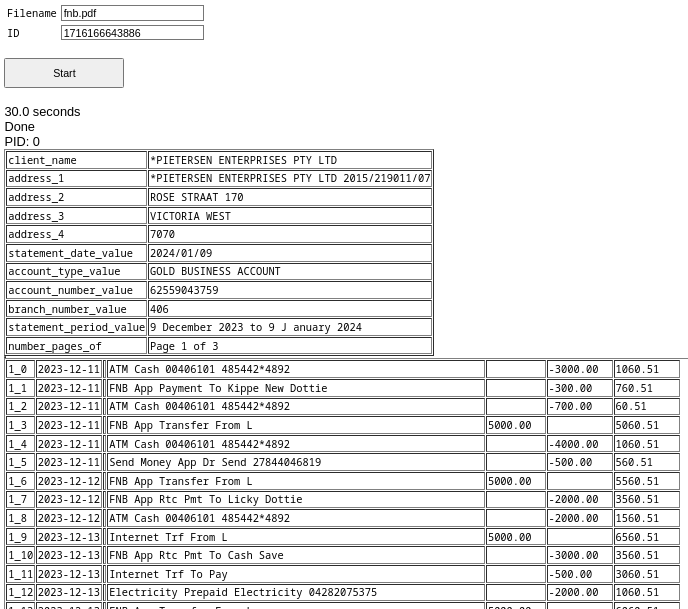 Filename fnb.pdf
ID 1716166643886
Start
30.0 seconds
Done
PID: 0
client_name *PIETERSEN ENTERPRISES PTY LTD
address_1 *PIETERSEN ENTERPRISES PTY LTD 2015/219011/07
address_2 ROSE STRAAT 170
address_3 VICTORIA WEST
address_4 7070
statement_date_value 2024/01/09
account_type_value GOLD BUSINESS ACCOUNT
account_number_value 62559043759
branch_number_value 406
statement_period_value 9 December 2023 to 9 J anuary 2024
number_pages_of Page 1 of 3
1_0 2023-12-11 ATM Cash 00406101 485442*4892 -3000.00 1060.51
1_1 2023-12-11 FNB App Payment To Kippe New Dottie -300.00 760.51
1_2 2023-12-11 ATM Cash 00406101 485442*4892 -700.00 60.51
1_3 2023-12-11 FNB App Transfer From L 5000.00 5060.51
1_4 2023-12-11 ATM Cash 00406101 485442*4892 -4000.00 1060.51
1_5 2023-12-11 Send Money App Dr Send 27844046819 -500.00 560.51
1_6 2023-12-12 FNB App Transfer From L 5000.00 5560.51
1_7 2023-12-12 FNB App Rtc Pmt To Licky Dottie -2000.00 3560.51
1_8 2023-12-12 ATM Cash 00406101 485442*4892 -2000.00 1560.51
1_9 2023-12-13 Internet Trf From L 5000.00 6560.51
1_10 2023-12-13 FNB App Rtc Pmt To Cash Save -3000.00 3560.51
1_11 2023-12-13 Internet Trf To Pay -500.00 3060.51
1_12 2023-12-13 Electricity Prepaid Electricity 04282075375 -2000.00 1060.51